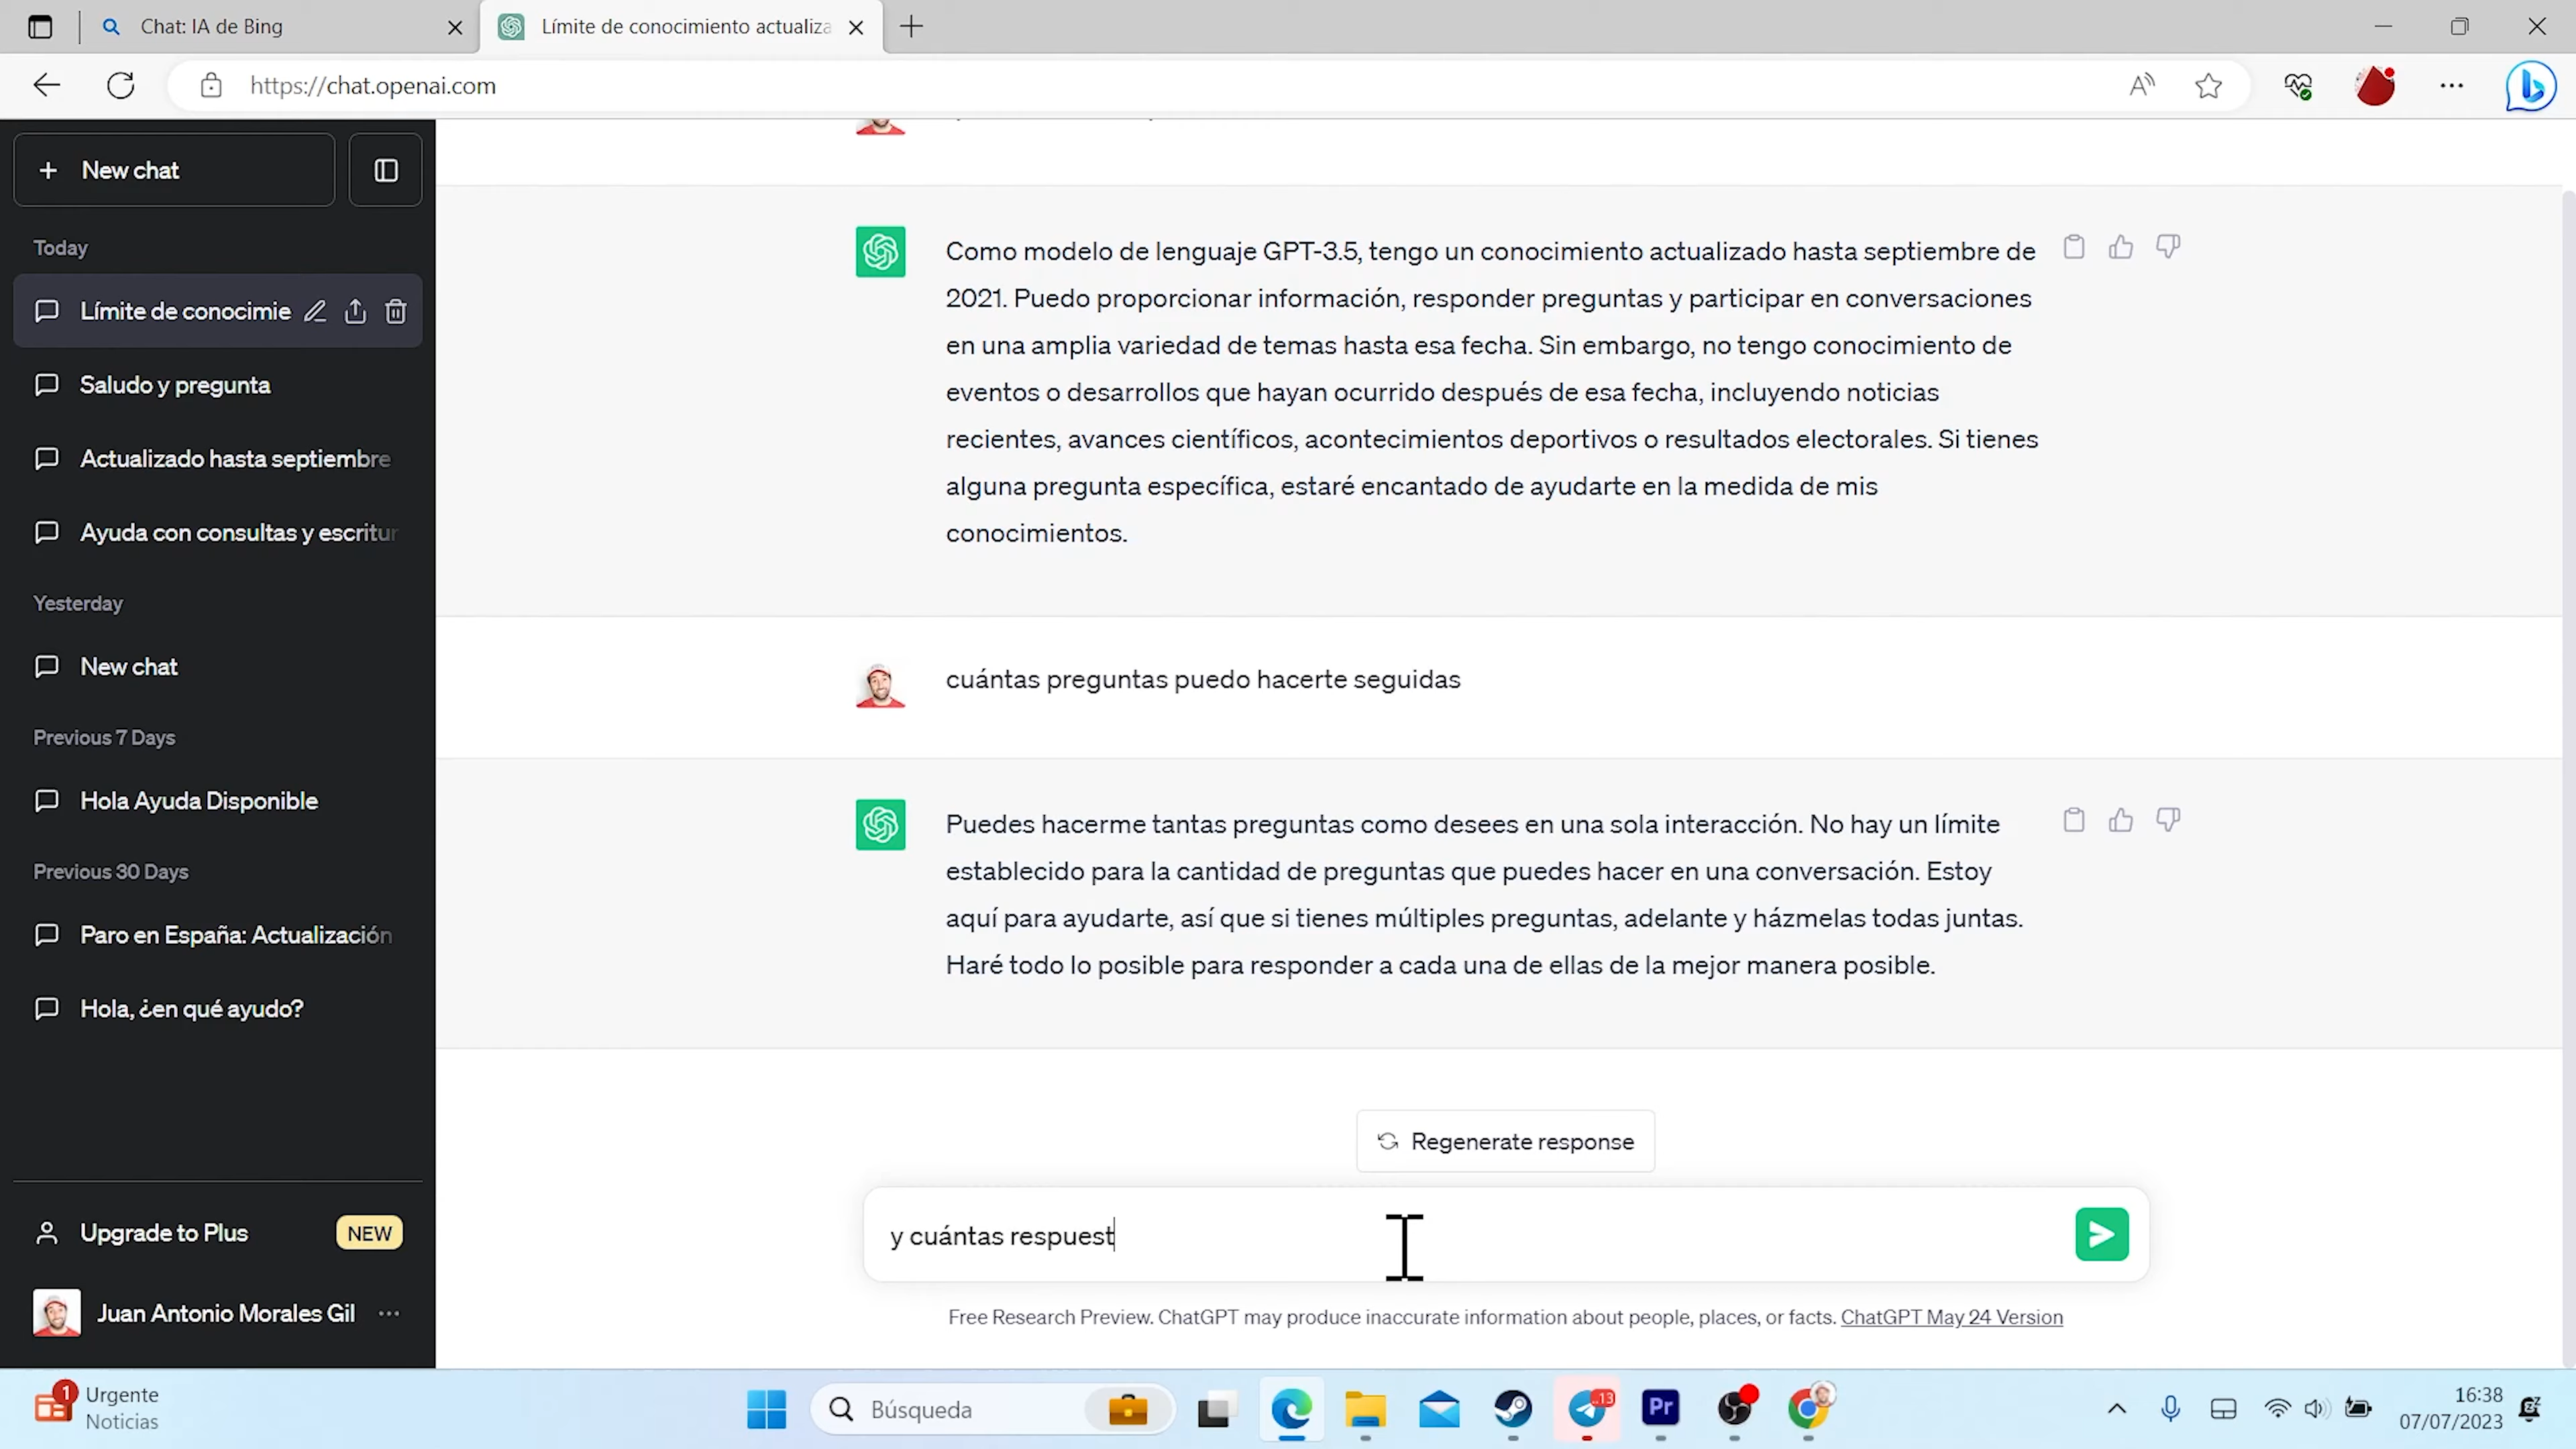 Chat: IA de Bing
Límite de conocimiento actualiza
https://chat.openai.com
New chat
Today
Límite de conocimie
Saludo y pregunta
Actualizado hasta septiembre
Ayuda con consultas y escritur
Yesterday
New chat
Previous 7 Days
Hola Ayuda Disponible
Previous 30 Days
Paro en España: Actualización
Hola, ¿en qué ayudo?
Upgrade to Plus
NEW
Juan Antonio Morales Gil
Como modelo de lenguaje GPT-3.5, tengo un conocimiento actualizado hasta septiembre de
2021. Puedo proporcionar información, responder preguntas y participar en conversaciones
en una amplia variedad de temas hasta esa fecha. Sin embargo, no tengo conocimiento de
eventos o desarrollos que hayan ocurrido después de esa fecha, incluyendo noticias
recientes, avances científicos, acontecimientos deportivos o resultados electorales. Si tienes
alguna pregunta específica, estaré encantado de ayudarte en la medida de mis
conocimientos.
cuántas preguntas puedo hacerte seguidas
Puedes hacerme tantas preguntas como desees en una sola interacción. No hay un límite
establecido para la cantidad de preguntas que puedes hacer en una conversación. Estoy
aquí para ayudarte, así que si tienes múltiples preguntas, adelante y házmelas todas juntas.
Haré todo lo posible para responder a cada una de ellas de la mejor manera posible.
Regenerate response
y cuántas respuest
Free Research Preview. ChatGPT may produce inaccurate information about people, places, or facts. ChatGPT May 24 Version
1
Urgente
Noticias
Búsqueda
13
Pr
16:38
07/07/2023